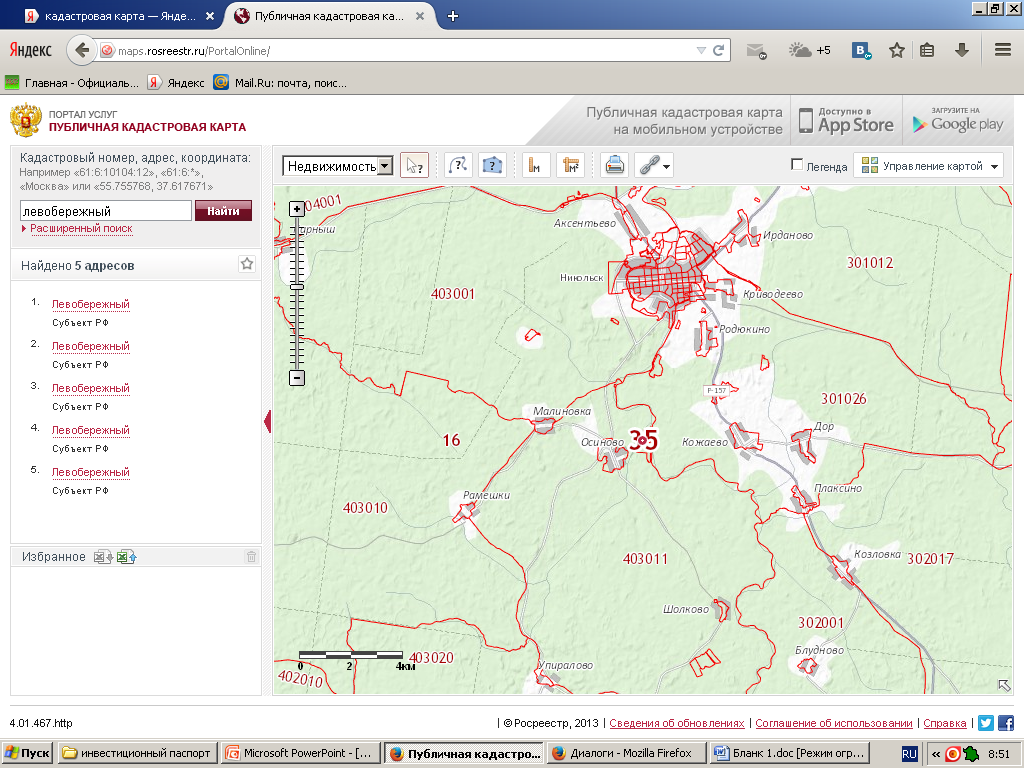 кадастровая карта — Янде...
Публичная кадастровая ка...
Яндекс
maps.rosreestr.ru/PortalOnline/
+5
Главная - Официаль...
Яндекс
Mail.Ru: почта, поис...
ПОРТАЛ УСЛУГ
ПУБЛИЧНАЯ КАДАСТРОВАЯ КАРТА
Публичная кадастровая карта
на мобильном устройстве
Доступно в
App Store
ЗАГРУЗИТЕ НА
Google play
Кадастровый номер, адрес, координата:
Например «61:6:10104:12», «61:6:*»,
«Москва» или «55.755768, 37.617671»
левобережный
Найти
Расширенный поиск
Найдено 5 адресов
1. Левобережный
Субъект РФ
2. Левобережный
Субъект РФ
3. Левобережный
Субъект РФ
4. Левобережный
Субъект РФ
5. Левобережный
Субъект РФ
Избранное
Недвижимость
Легенда
Управление картой
04001
Аксентьево
Ирданово
301012
Никольск
403001
Криводеево
Родюкино
Р-157
301026
Малиновка
16
Осиново
35
Кожаево
Дор
Рамешки
Плаксино
403010
403011
Козловка
302017
Шолково
302001
Блудново
0 2 4км
403020
Упиралово
402010
4.01.467.http
| © Росреестр, 2013 | Сведения об обновлениях | Соглашение об использовании | Справка |
Пуск
инвестиционный паспорт
Microsoft PowerPoint - [...
Публичная кадастро...
Диалоги - Mozilla Firefox
Бланк 1.doc [Режим огр...
RU
8:51